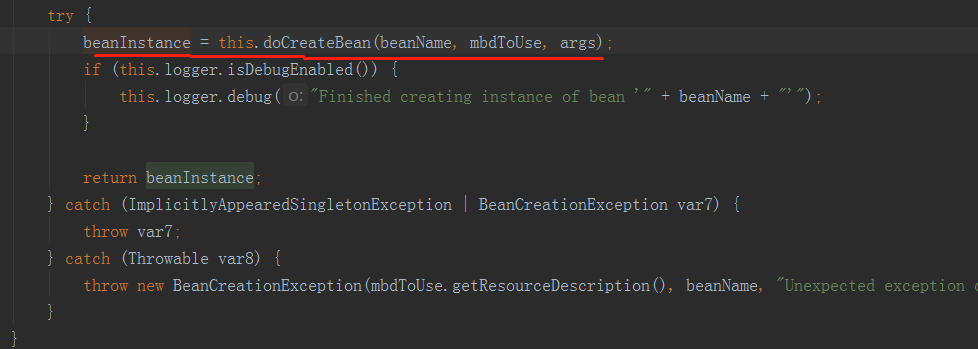 try {
beanInstance = this.doCreateBean(beanName, mbdToUse, args);
if (this.logger.isDebugEnabled()) {
this.logger.debug( o: "Finished creating instance of bean '" + beanName + "'");
}
return beanInstance;
} catch (ImplicitlyAppearedSingletonException | BeanCreationException var7) {
throw var7;
} catch (Throwable var8) {
throw new BeanCreationException(mbdToUse.getResourceDescription(), beanName, "Unexpected exception
}
}